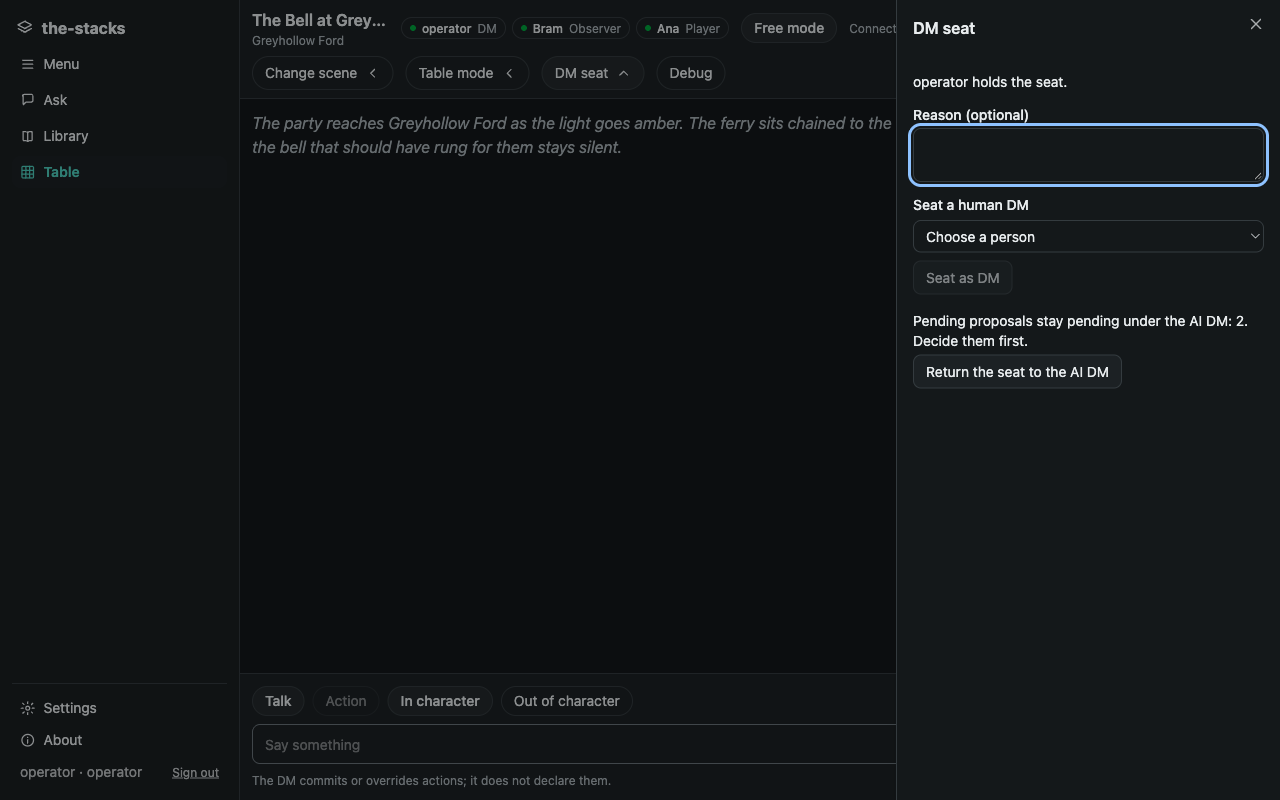 the-stacks
Menu
Ask
Library
Table
Settings
About
operator · operator
Sign out
The Bell at Grey...
Greyhollow Ford
operator DM
Bram Observer
Ana Player
Free mode
Connect
Change scene
Table mode
DM seat
Debug
The party reaches Greyhollow Ford as the light goes amber. The ferry sits chained to the
the bell that should have rung for them stays silent.
Talk
Action
In character
Out of character
Say something
The DM commits or overrides actions; it does not declare them.
DM seat
operator holds the seat.
Reason (optional)
Seat a human DM
Choose a person
Seat as DM
Pending proposals stay pending under the AI DM: 2.
Decide them first.
Return the seat to the AI DM